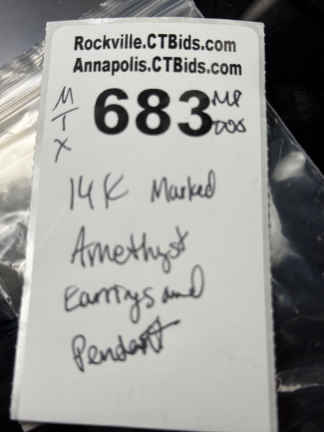 Rockville.CTBids.com
Annapolis.CTBids.com
683
14K Marked
Amethyst
Earrings and
Pendant